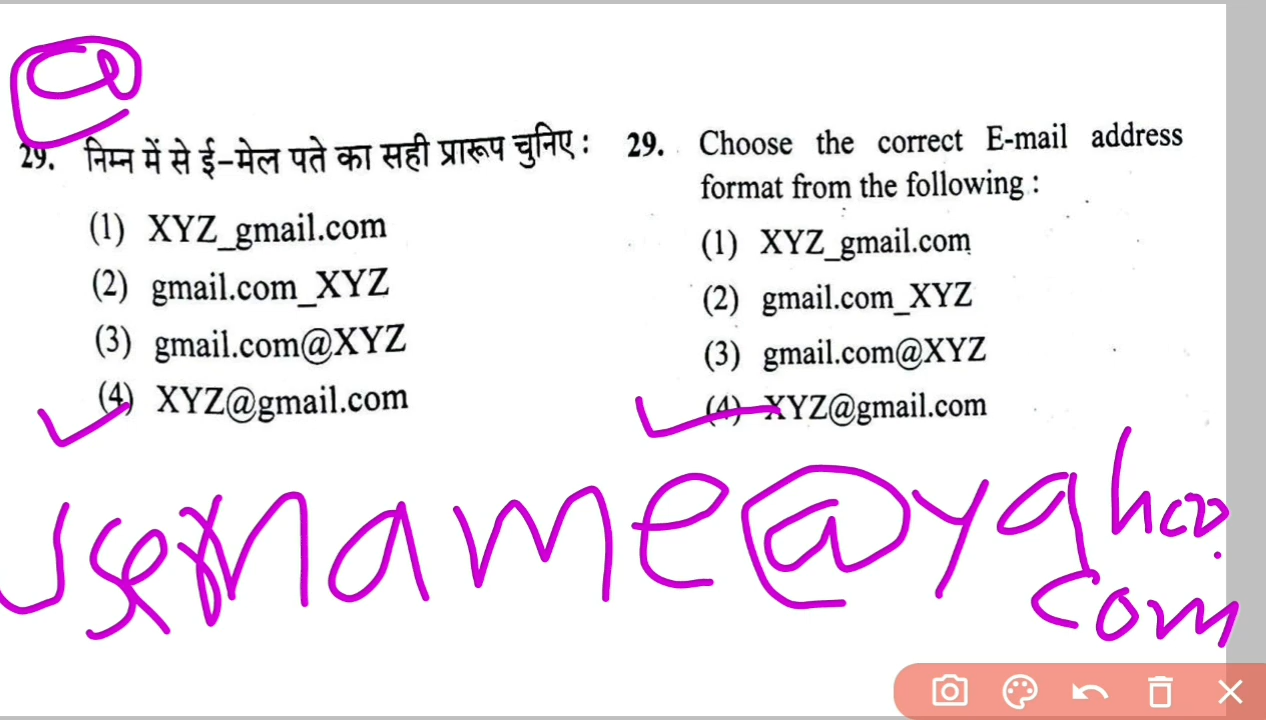 29. निम्न में से ई-मेल पते का सही प्रारूप चुनिए :
(1) XYZ_gmail.com
(2) gmail.com_XYZ
(3) gmail.com@XYZ
(4) XYZ@gmail.com
29. Choose the correct E-mail address
format from the following :
(1) XYZ_gmail.com
(2) gmail.com_XYZ
(3) gmail.com@XYZ
(4) XYZ@gmail.com
username@yahoo.
com